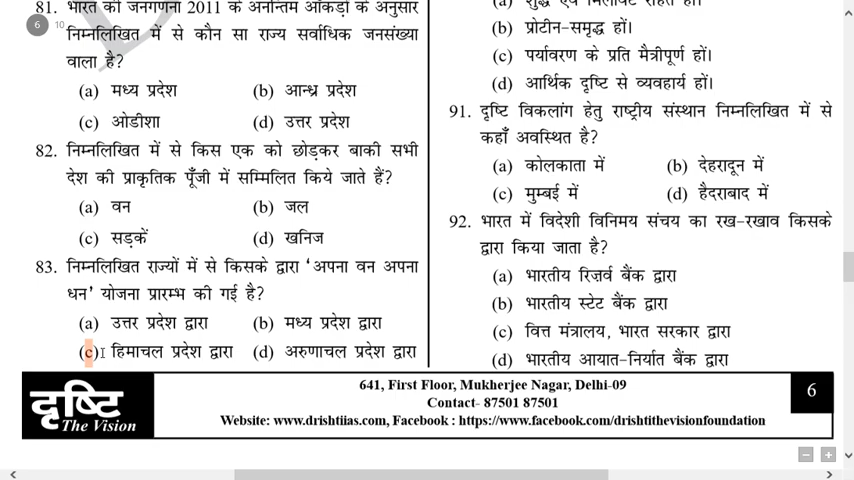 81. भारत की जनगणना 2011 के अनन्तिम आँकड़ों के अनुसार
निम्नलिखित में से कौन सा राज्य सर्वाधिक जनसंख्या
वाला है?
(a) मध्य प्रदेश (b) आन्ध्र प्रदेश
(c) ओडीशा (d) उत्तर प्रदेश
82. निम्नलिखित में से किस एक को छोड़कर बाकी सभी
देश की प्राकृतिक पूँजी में सम्मिलित किये जाते हैं?
(a) वन (b) जल
(c) सड़कें (d) खनिज
83. निम्नलिखित राज्यों में से किसके द्वारा ‘अपना वन अपना
धन’ योजना प्रारम्भ की गई है?
(a) उत्तर प्रदेश द्वारा (b) मध्य प्रदेश द्वारा
(c) हिमाचल प्रदेश द्वारा (d) अरुणाचल प्रदेश द्वारा
6 10
(a) शुद्ध एवं मिलावट रहित हों।
(b) प्रोटीन-समृद्ध हों।
(c) पर्यावरण के प्रति मैत्रीपूर्ण हों।
(d) आर्थिक दृष्टि से व्यवहार्य हों।
91. दृष्टि विकलांग हेतु राष्ट्रीय संस्थान निम्नलिखित में से
कहाँ अवस्थित है?
(a) कोलकाता में (b) देहरादून में
(c) मुम्बई में (d) हैदराबाद में
92. भारत में विदेशी विनिमय संचय का रख-रखाव किसके
द्वारा किया जाता है?
(a) भारतीय रिज़र्व बैंक द्वारा
(b) भारतीय स्टेट बैंक द्वारा
(c) वित्त मंत्रालय, भारत सरकार द्वारा
(d) भारतीय आयात-निर्यात बैंक द्वारा
दृष्टि
The Vision
641, First Floor, Mukherjee Nagar, Delhi-09
Contact- 87501 87501
Website: www.drishtiias.com, Facebook : https://www.facebook.com/drishtithevisionfoundation
6